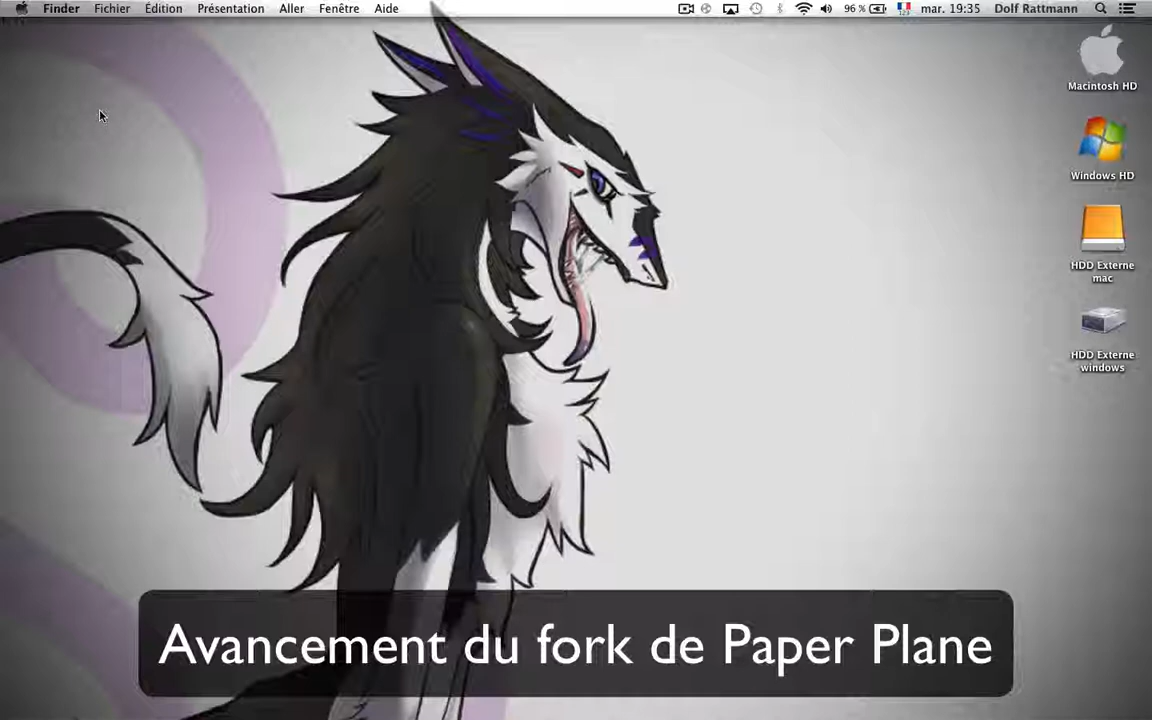 Finder Fichier Édition Présentation Aller Fenêtre Aide 96 % 123 mar. 19:35 Dolf Rattmann
Macintosh HD
Windows HD
HDD Externe
mac
HDD Externe
windows
Avancement du fork de Paper Plane